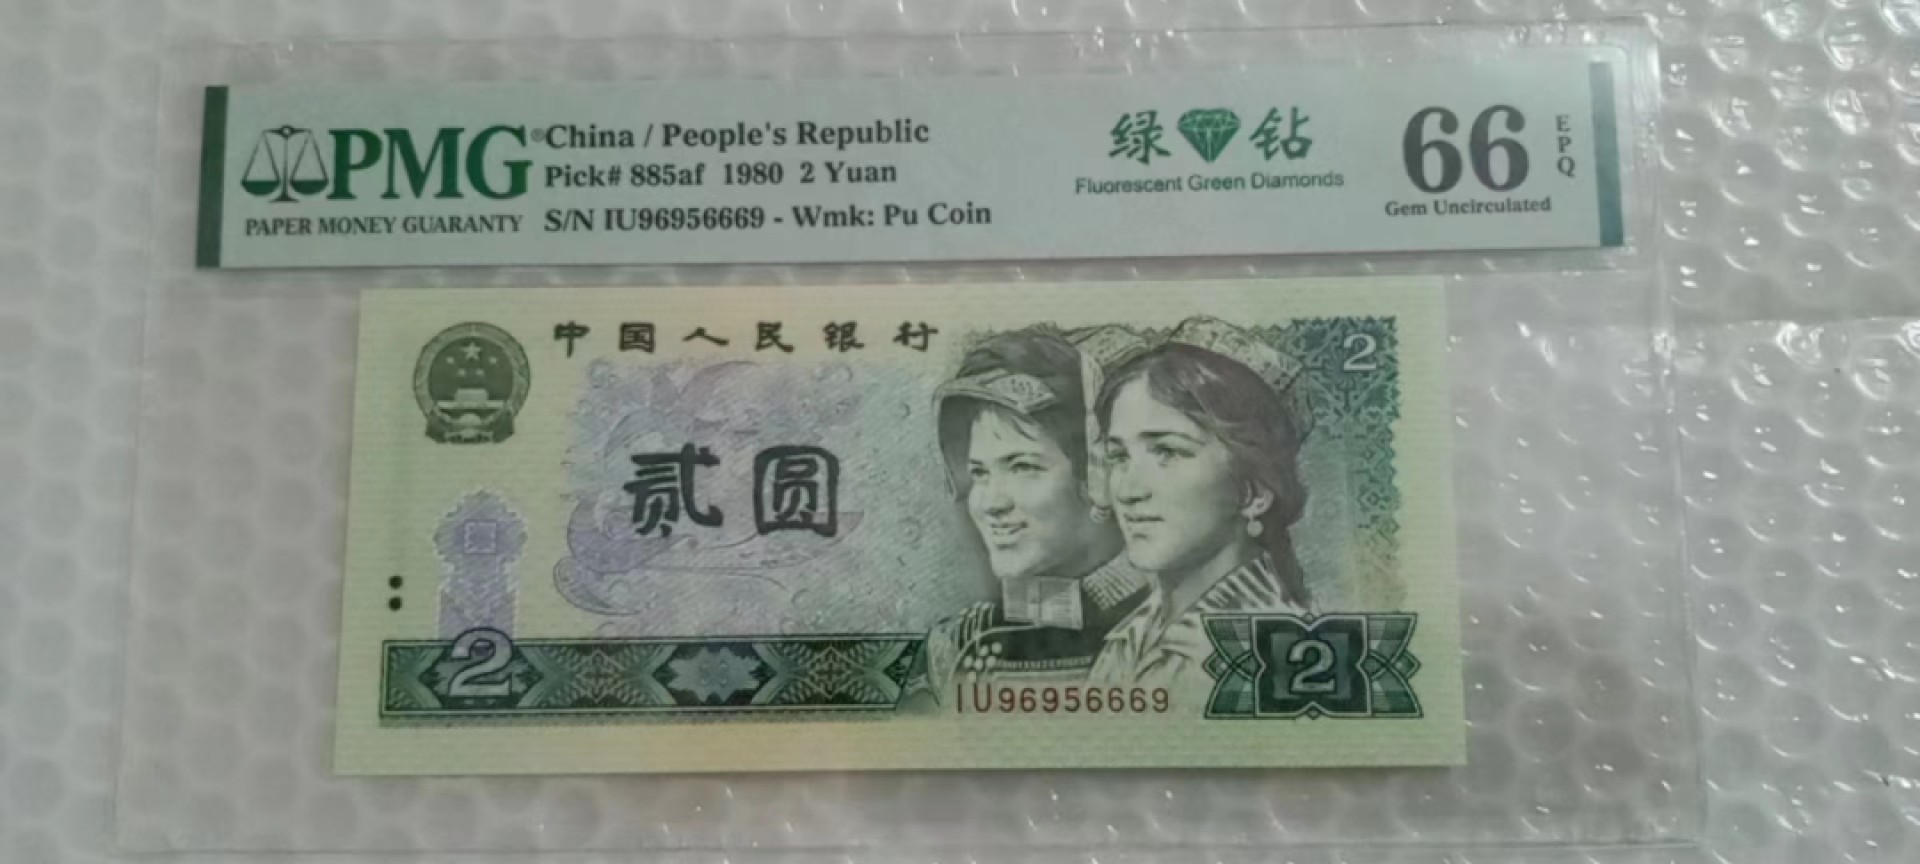 PMG
PAPER MONEY GUARANTY
China / People's Republic
Pick# 885af 1980 2 Yuan
S/N IU96956669 - Wmk: Pu Coin
绿钻
Fluorescent Green Diamonds
66 EPQ
Gem Uncirculated
中国人民银行
2
贰圆
2
2
IU96956669